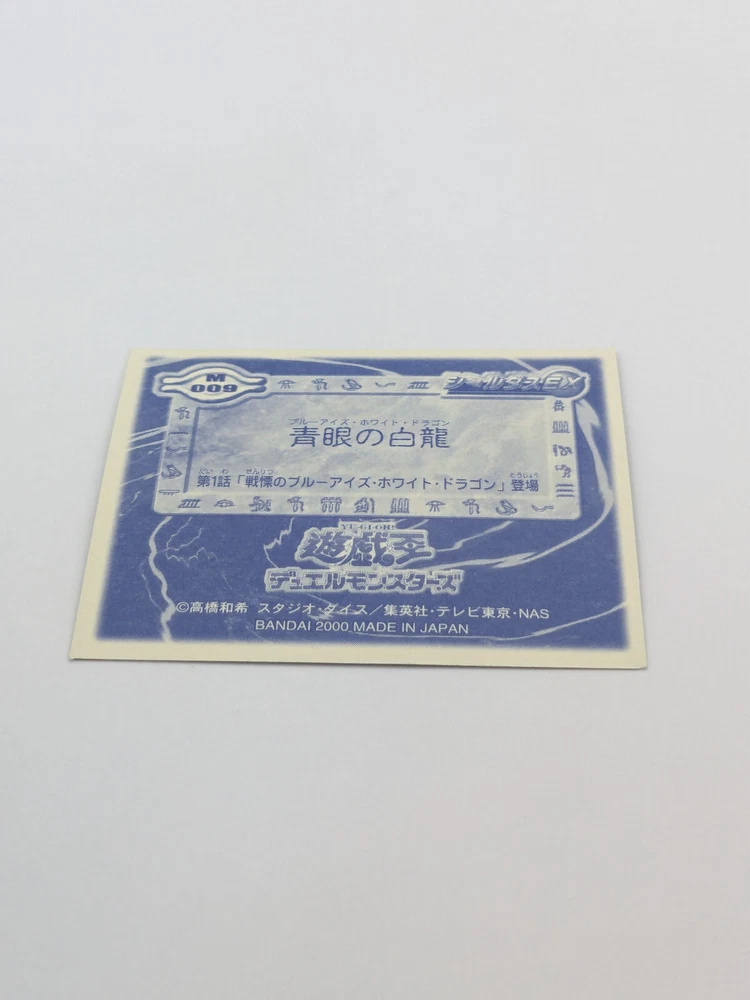 M
009
シールダスEX
ブルーアイズ・ホワイト・ドラゴン
青眼の白龍
だい わ せんりつ とうじょう
第1話「戦慄のブルーアイズ・ホワイト・ドラゴン」登場
YU-GI-OH!
遊戯王
デュエルモンスターズ
©高橋和希 スタジオ・ダイス／集英社・テレビ東京・NAS
BANDAI 2000 MADE IN JAPAN